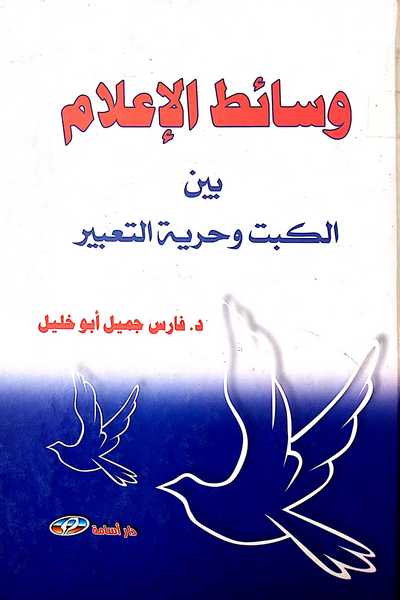 وسائط الإعلام
بين
الكبت وحرية التعبير
د. فارس جميل أبو خليل
دار أسامة